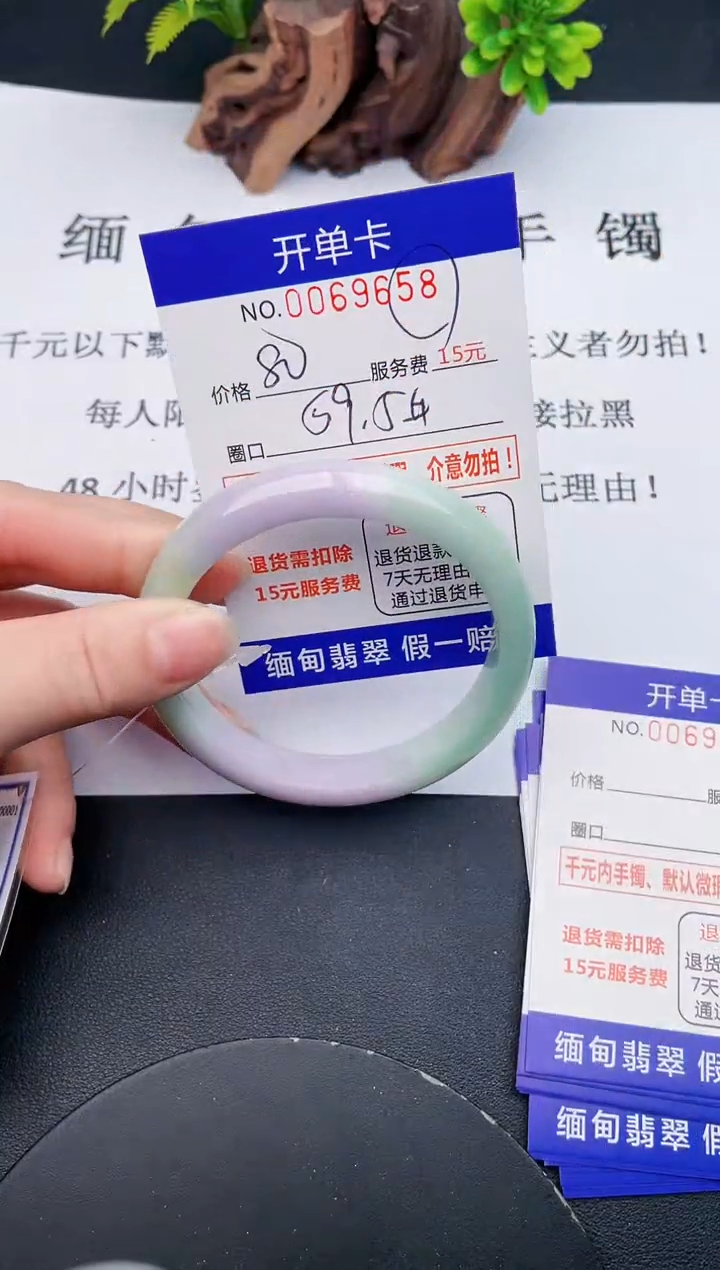 缅 手 镯
开单卡
NO.0069658
千元以下 主义者勿拍！
价格 80 服务费 15元
每人 接拉黑
圈口 59.54
介意勿拍！
48小时 无理由！
退货需扣除
15元服务费
退货退款
7天无理由
通过退货
缅甸翡翠 假一赔
开单
NO.0069
价格
圈口
千元内手镯、默认微
退货需扣除
15元服务费
退
退货
7天
通
缅甸翡翠 假
缅甸翡翠